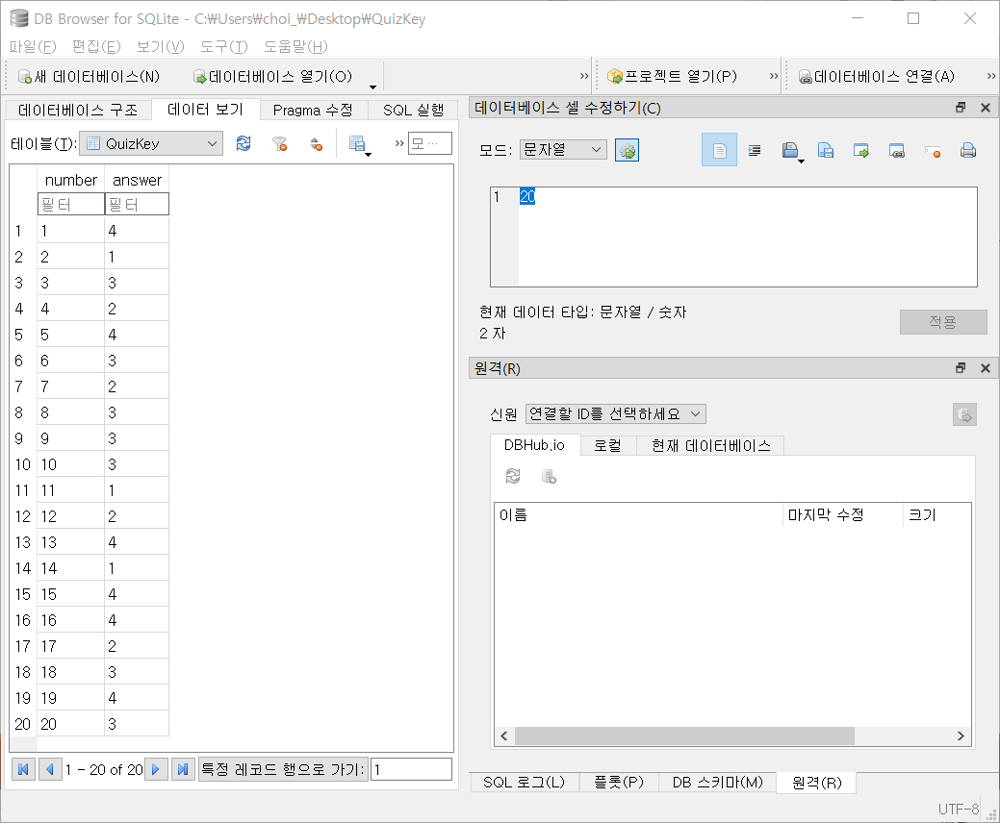 DB Browser for SQLite - C:₩Users₩choi_₩Desktop₩QuizKey
파일(F) 편집(E) 보기(V) 도구(T) 도움말(H)
새 데이터베이스(N) 데이터베이스 열기(O) » 프로젝트 열기(P) » 데이터베이스 연결(A) »
데이터베이스 구조 데이터 보기 Pragma 수정 SQL 실행
테이블(T): QuizKey » 모 ...
number answer
필터 필터
1 1 4
2 2 1
3 3 3
4 4 2
5 5 4
6 6 3
7 7 2
8 8 3
9 9 3
10 10 3
11 11 1
12 12 2
13 13 4
14 14 1
15 15 4
16 16 4
17 17 2
18 18 3
19 19 4
20 20 3
1 - 20 of 20 특정 레코드 행으로 가기: 1
데이터베이스 셀 수정하기(C)
모드: 문자열
1 20
현재 데이터 타입: 문자열 / 숫자
2 자
적용
원격(R)
신원 연결할 ID를 선택하세요
DBHub.io 로컬 현재 데이터베이스
이름 마지막 수정 크기
SQL 로그(L) 플롯(P) DB 스키마(M) 원격(R)
UTF-8